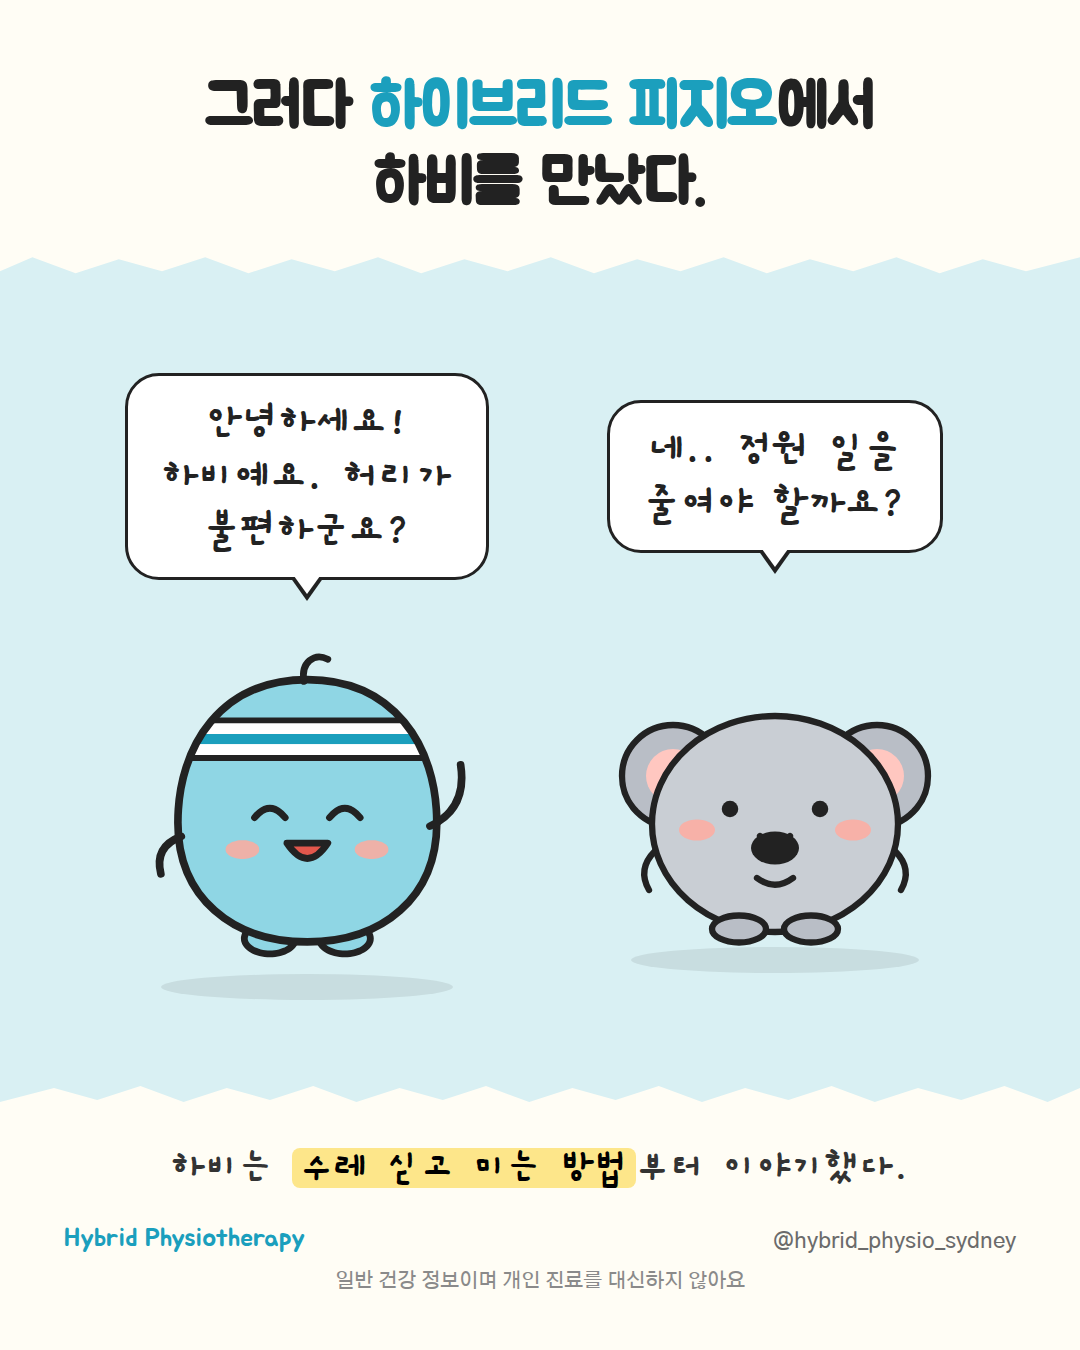 그러다 하이브리드 피지오에서
하비를 만났다.
안녕하세요!
하비예요. 허리가
불편하군요?
네.. 정원 일을
줄여야 할까요?
하비는 수레 싣고 미는 방법부터 이야기했다.
Hybrid Physiotherapy
@hybrid_physio_sydney
일반 건강 정보이며 개인 진료를 대신하지 않아요